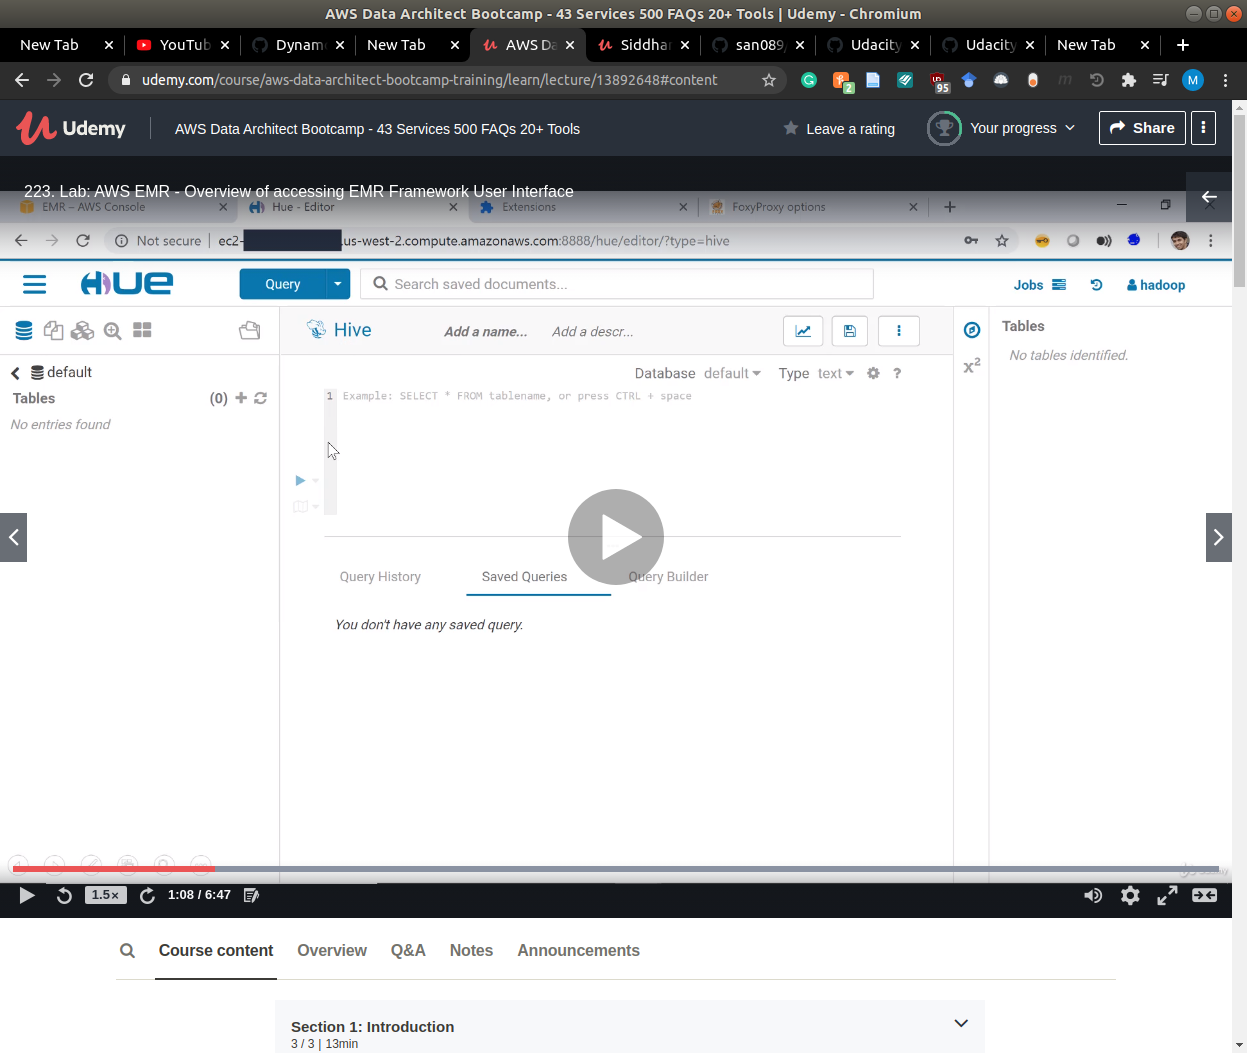 AWS Data Architect Bootcamp - 43 Services 500 FAQs 20+ Tools | Udemy - Chromium
New Tab YouTub Dynam New Tab AWS Da Siddha san089 Udacity Udacity New Tab
udemy.com/course/aws-data-architect-bootcamp-training/learn/lecture/13892648#content
2 95 m M
Udemy AWS Data Architect Bootcamp - 43 Services 500 FAQs 20+ Tools Leave a rating Your progress Share
223. Lab: AWS EMR - Overview of accessing EMR Framework User Interface
EMR – AWS Console Hue - Editor Extensions FoxyProxy options
Not secure | ec2- .us-west-2.compute.amazonaws.com:8888/hue/editor/?type=hive
HUE Query Search saved documents... Jobs hadoop
Hive Add a name... Add a descr... Tables
No tables identified.
default Database default Type text ?
x²
Tables (0) 1 Example: SELECT * FROM tablename, or press CTRL + space
No entries found
Query History Saved Queries Query Builder
You don't have any saved query.
1.5× 1:08 / 6:47
Course content Overview Q&A Notes Announcements
Section 1: Introduction
3 / 3 | 13min